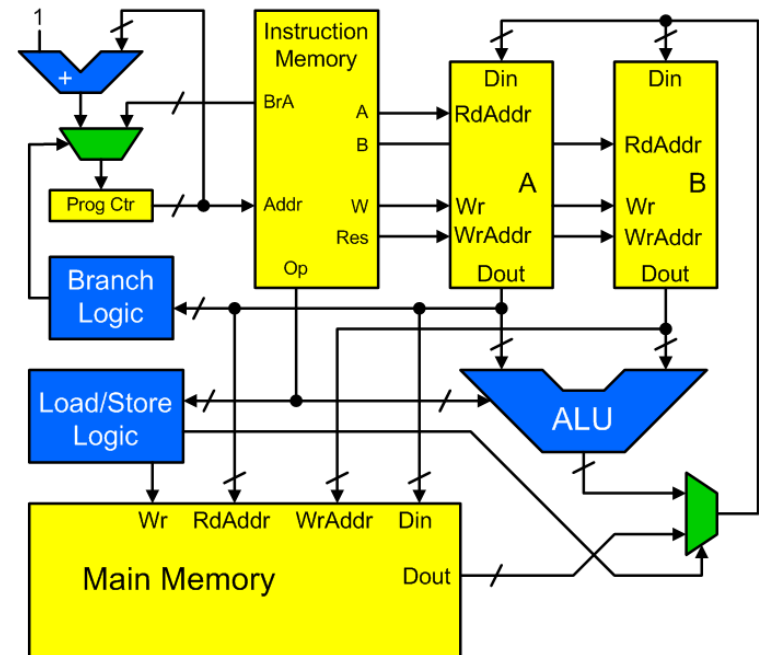 1
+
Prog Ctr
Instruction
Memory
BrA
A
B
Addr
W
Res
Op
Din
RdAddr
A
Wr
WrAddr
Dout
Din
RdAddr
B
Wr
WrAddr
Dout
Branch
Logic
Load/Store
Logic
ALU
Wr
RdAddr
WrAddr
Din
Main Memory
Dout